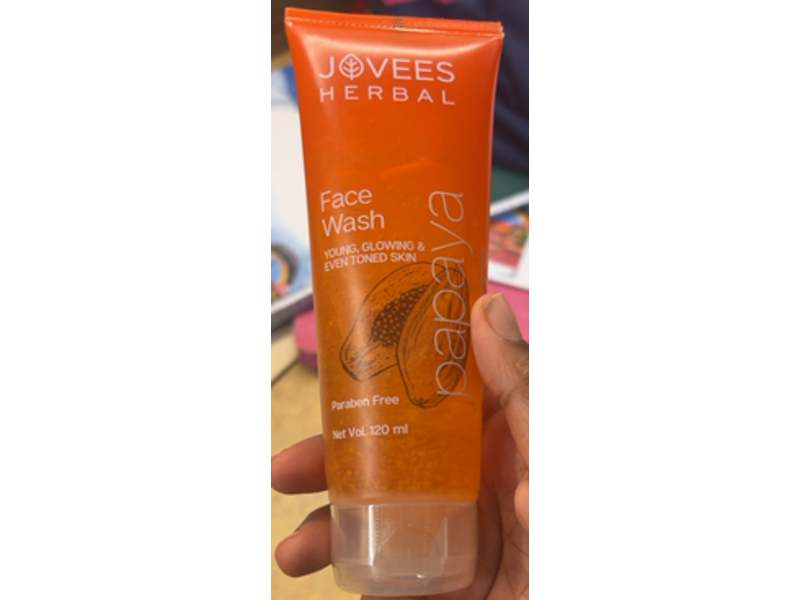 JOVEES
HERBAL
Face
Wash
YOUNG, GLOWING &
EVEN TONED SKIN
papaya
Paraben Free
Net Vol. 120 ml